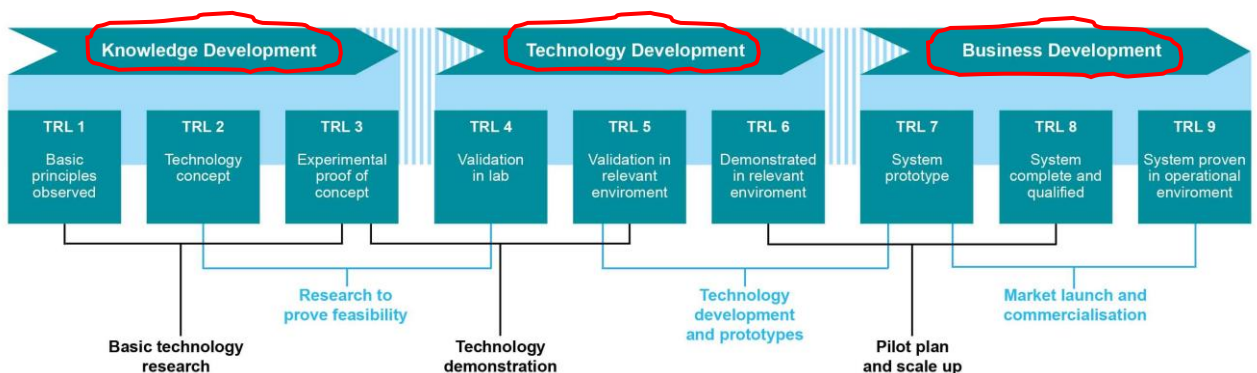 Knowledge Development
Technology Development
Business Development
TRL 1
Basic
principles
observed
TRL 2
Technology
concept
TRL 3
Experimental
proof of
concept
TRL 4
Validation
in lab
TRL 5
Validation in
relevant
enviroment
TRL 6
Demonstrated
in relevant
enviroment
TRL 7
System
prototype
TRL 8
System
complete and
qualified
TRL 9
System proven
in operational
enviroment
Research to
prove feasibility
Technology
development
and prototypes
Market launch and
commercialisation
Basic technology
research
Technology
demonstration
Pilot plan
and scale up